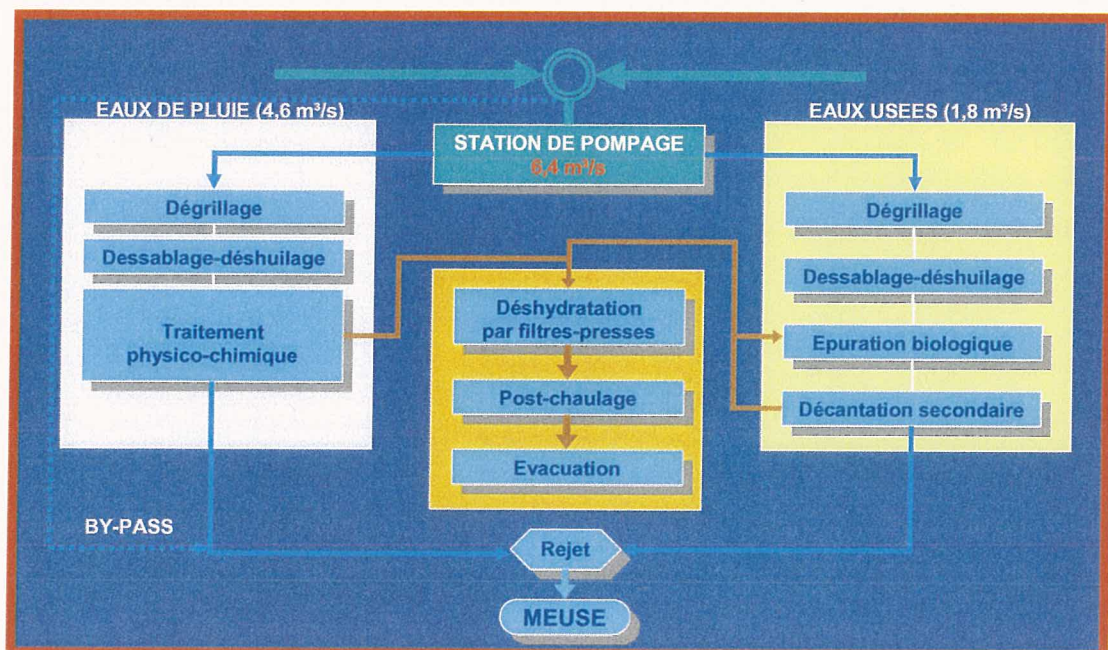 EAUX DE PLUIE (4,6 m³/s)
EAUX USEES (1,8 m³/s)
STATION DE POMPAGE
6,4 m³/s
Dégrillage
Dessablage-déshuilage
Traitement
physico-chimique
Déshydratation
par filtres-presses
Post-chaulage
Evacuation
Dégrillage
Dessablage-déshuilage
Epuration biologique
Décantation secondaire
BY-PASS
Rejet
MEUSE